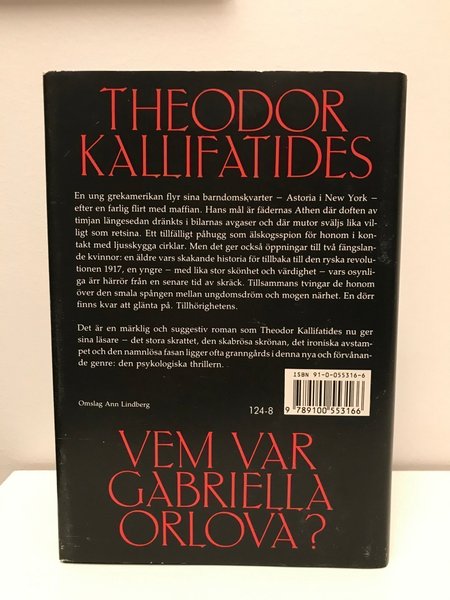 THEODOR
KALLIFATIDES
En ung grekamerikan flyr sina barndomskvarter – Astoria i New York –
efter en farlig flirt med maffian. Hans mål är fädernas Athen där doften av
timjan längesedan dränkts i bilarnas avgaser och där mutor sväljs lika vil-
ligt som retsina. Ett tillfälligt påhugg som älskogsspion för honom i kon-
takt med ljusskygga cirklar. Men det ger också öppningar till två fängslan-
de kvinnor: en äldre vars skakande historia för tillbaka till den ryska revolu-
tionen 1917, en yngre – med lika stor skönhet och värdighet – vars osynli-
ga ärr härrör från en senare tid av skräck. Tillsammans tvingar de honom
över den smala spången mellan ungdomsdröm och mogen närhet. En dörr
finns kvar att glänta på. Tillhörighetens.
Det är en märklig och suggestiv roman som Theodor Kallifatides nu ger
sina läsare – det stora skrattet, den skabrösa skrönan, det ironiska avstam-
pet och den namnlösa fasan ligger ofta granngårds i denna nya och förvånan-
de genre: den psykologiska thrillern.
ISBN 91-0-055316-6
Omslag Ann Lindberg
124-8
9 789100 553166
VEM VAR
GABRIELLA
ORLOVA?